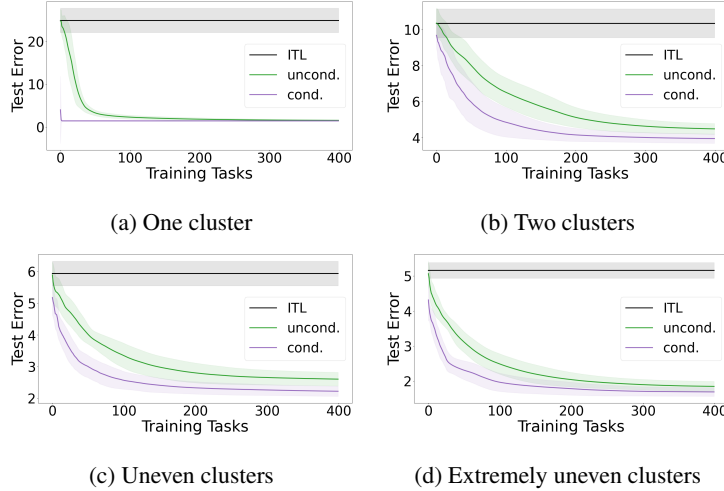 Test Error
20
10
0
ITL
uncond.
cond.
0 100 200 300 400
Training Tasks
(a) One cluster
Test Error
10
8
6
4
ITL
uncond.
cond.
0 100 200 300 400
Training Tasks
(b) Two clusters
Test Error
6
5
4
3
2
ITL
uncond.
cond.
0 100 200 300 400
Training Tasks
(c) Uneven clusters
Test Error
5
4
3
2
ITL
uncond.
cond.
0 100 200 300 400
Training Tasks
(d) Extremely uneven clusters